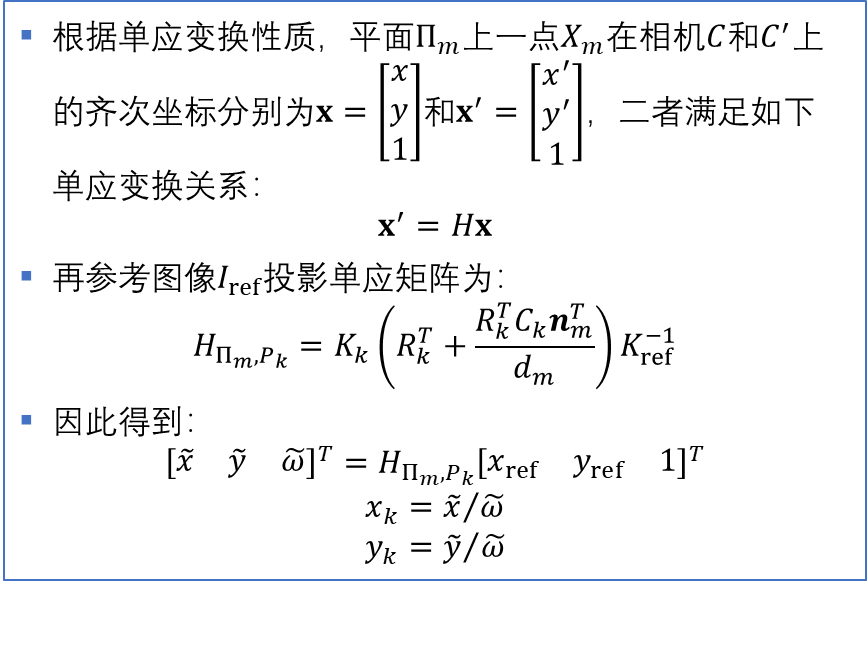 ▪ 根据单应变换性质，平面Π_m上一点X_m在相机C和C′上
的齐次坐标分别为𝐱 = [x y 1]和𝐱′ = [x′ y′ 1]，二者满足如下
单应变换关系：
𝐱′ = H𝐱
▪ 再参考图像I_ref投影单应矩阵为：
H_{Π_m,P_k} = K_k (R_k^T + \frac{R_k^T C_k 𝒏_m^T}{d_m}) K_ref^{-1}
▪ 因此得到：
[x̃ ỹ ω̃]^T = H_{Π_m,P_k}[x_ref y_ref 1]^T
x_k = x̃/ω̃
y_k = ỹ/ω̃